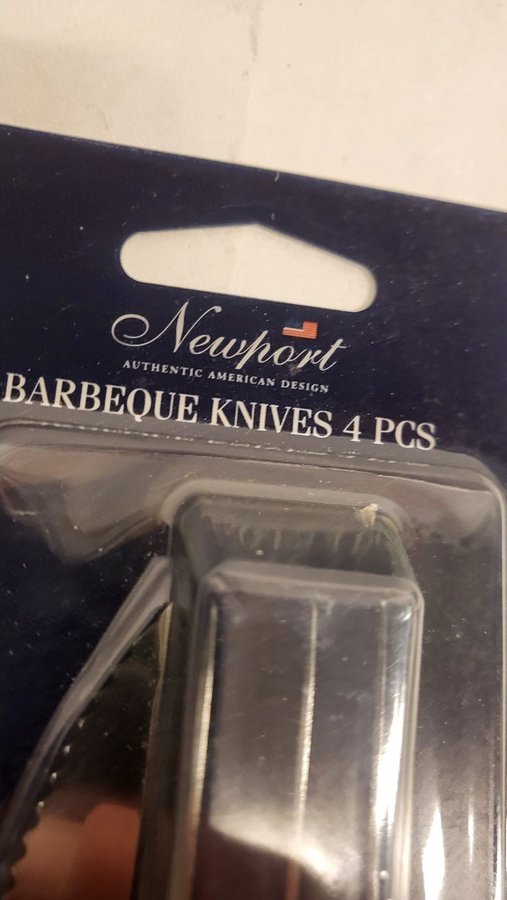 Newport
AUTHENTIC AMERICAN DESIGN
BARBEQUE KNIVES 4 PCS